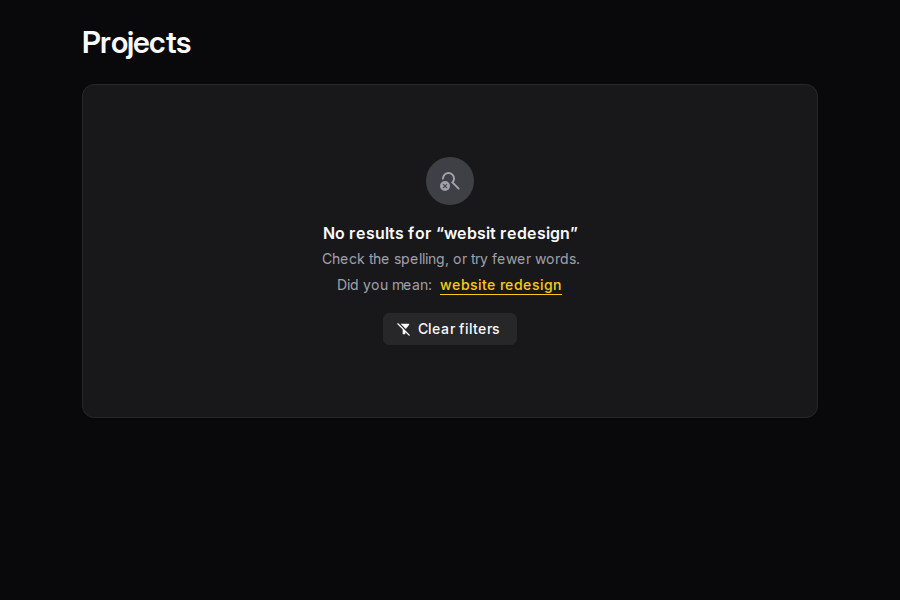 Projects
No results for “websit redesign”
Check the spelling, or try fewer words.
Did you mean: website redesign
Clear filters